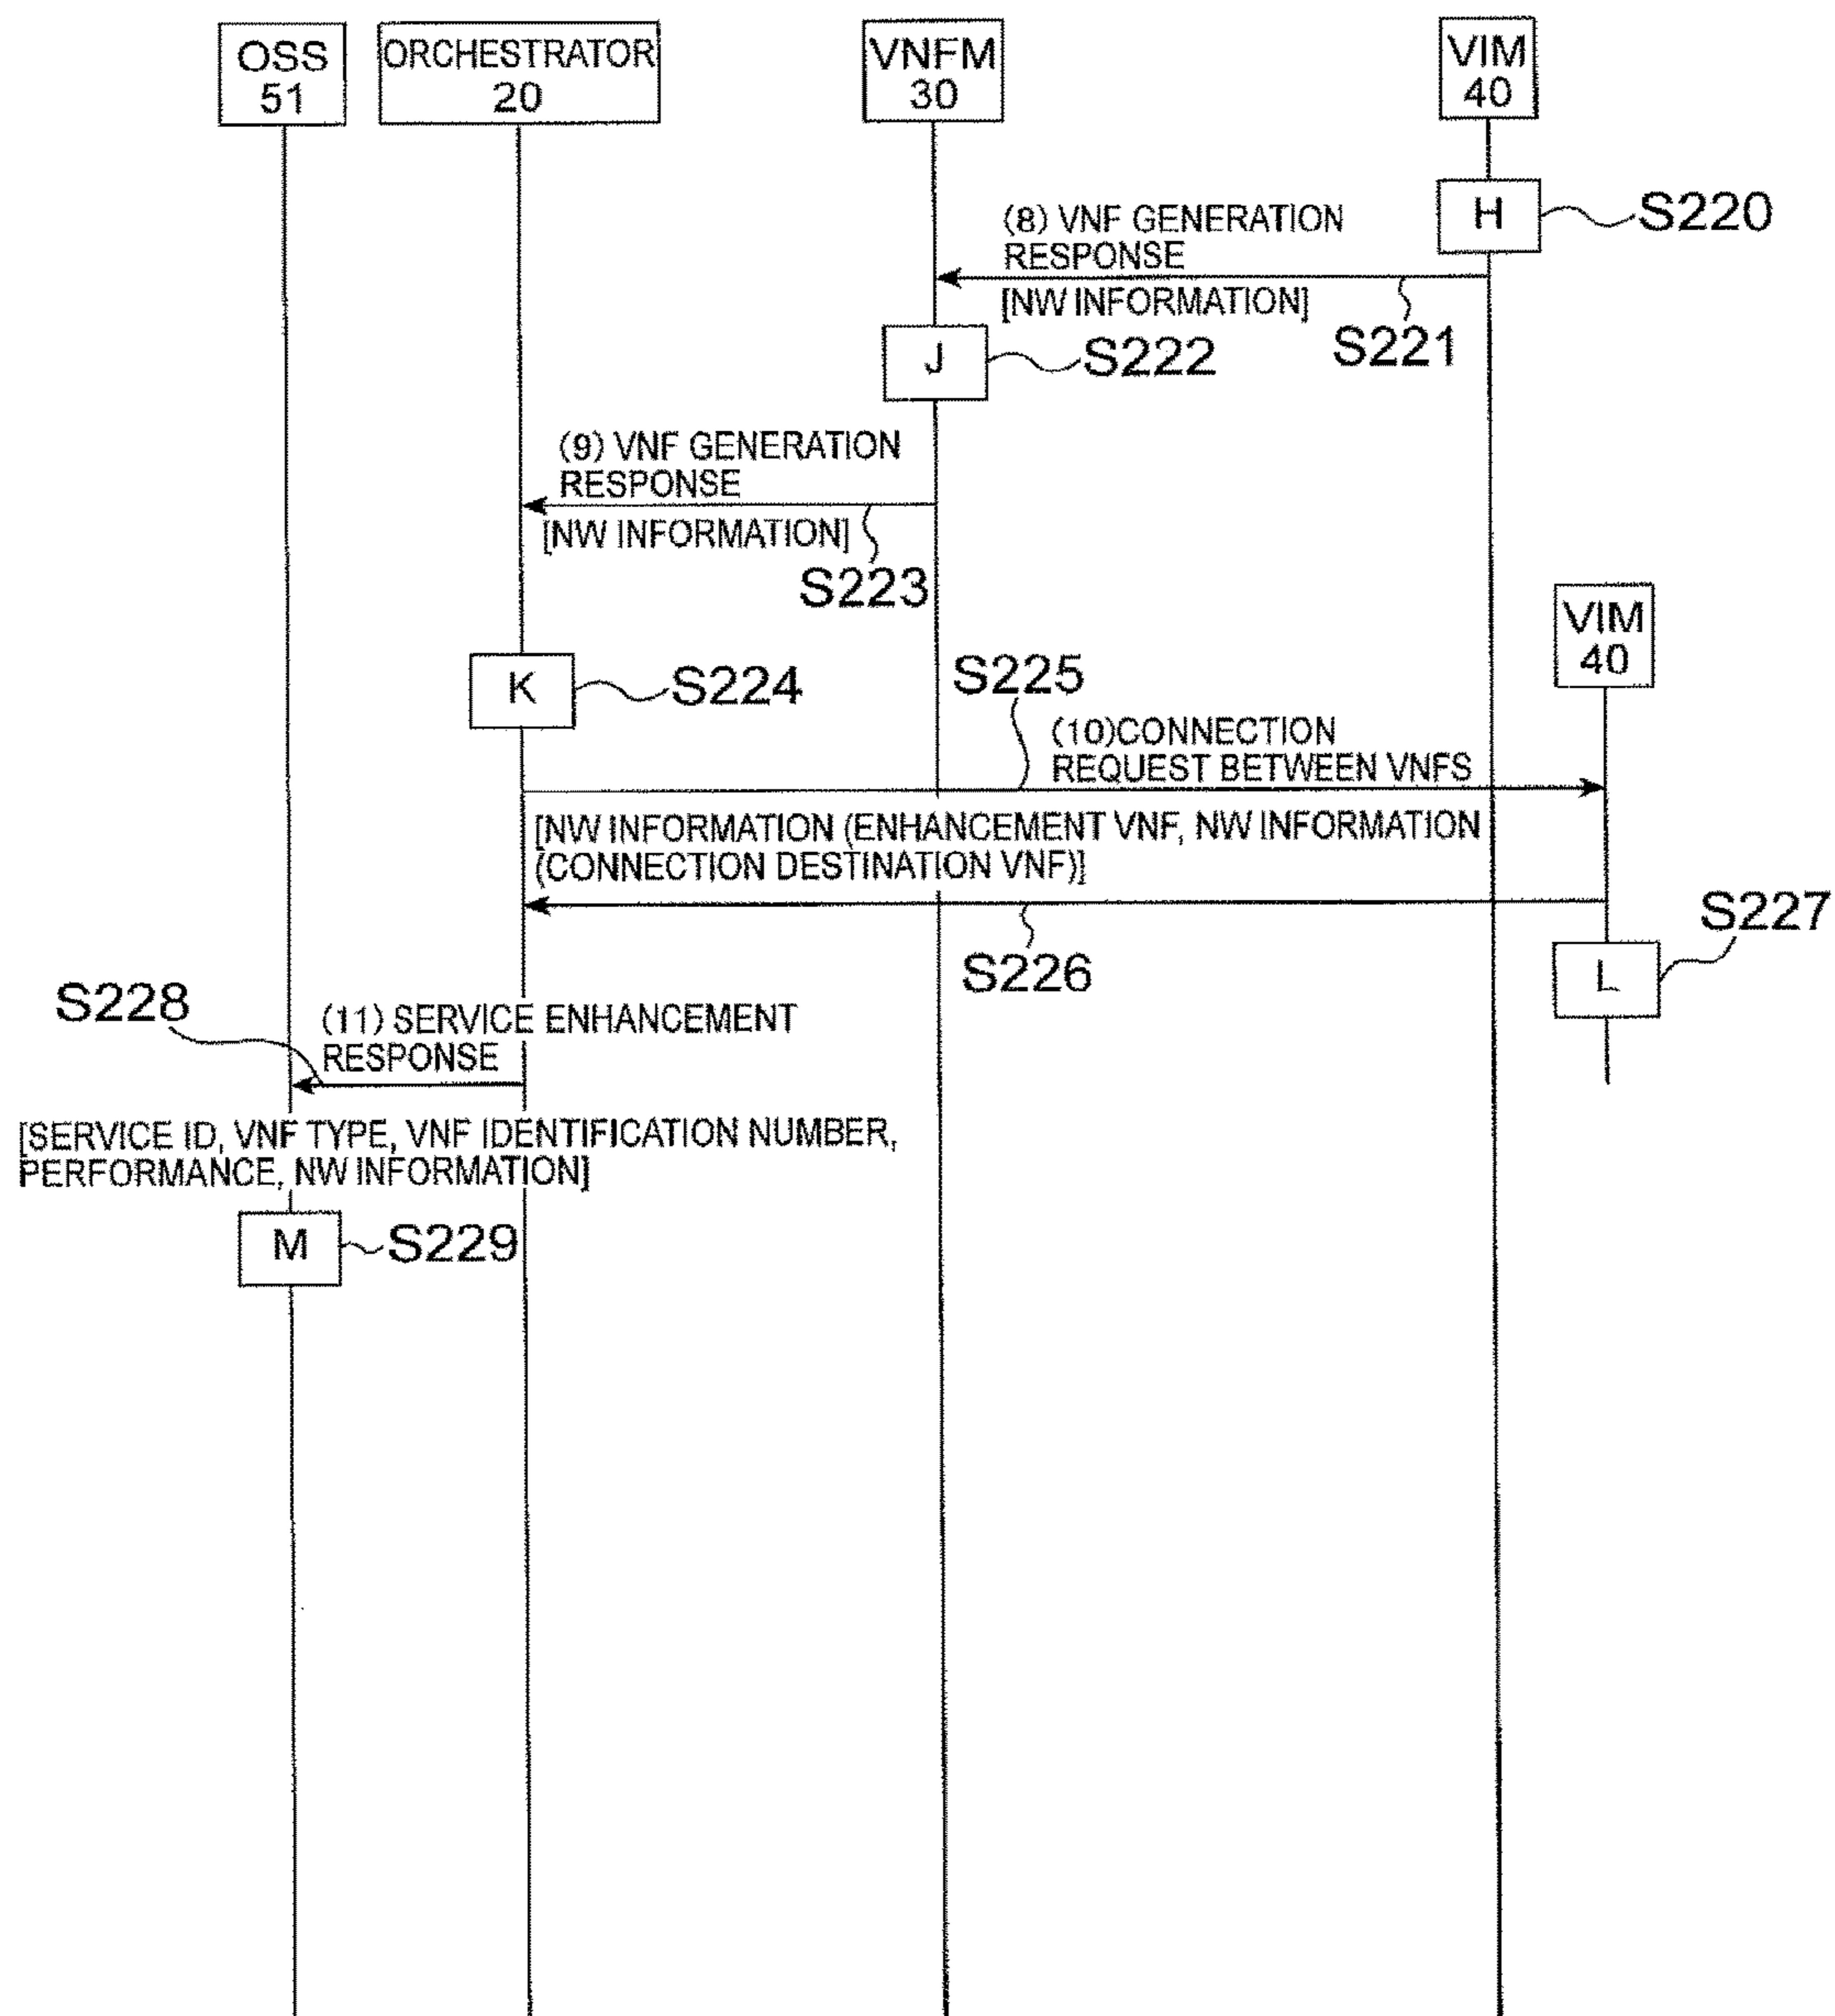 OSS
51
ORCHESTRATOR
20
VNFM
30
VIM
40
H
S220
(8) VNF GENERATION
RESPONSE
[NW INFORMATION]
S221
J
S222
(9) VNF GENERATION
RESPONSE
[NW INFORMATION]
S223
VIM
40
K
S224
S225
(10)CONNECTION
REQUEST BETWEEN VNFS
[NW INFORMATION (ENHANCEMENT VNF, NW INFORMATION
(CONNECTION DESTINATION VNF)]
S226
S227
L
S228
(11) SERVICE ENHANCEMENT
RESPONSE
[SERVICE ID, VNF TYPE, VNF IDENTIFICATION NUMBER,
PERFORMANCE, NW INFORMATION]
M
S229